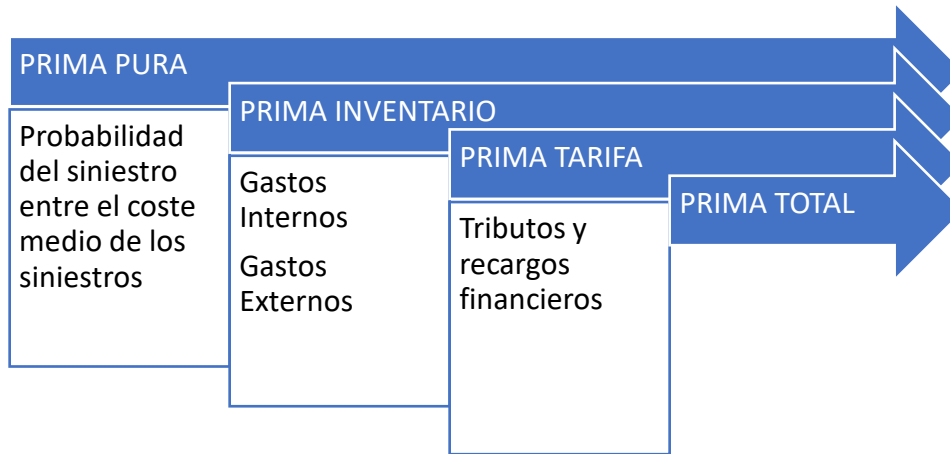 PRIMA PURA
Probabilidad
del siniestro
entre el coste
medio de los
siniestros
PRIMA INVENTARIO
Gastos
Internos
Gastos
Externos
PRIMA TARIFA
Tributos y
recargos
financieros
PRIMA TOTAL